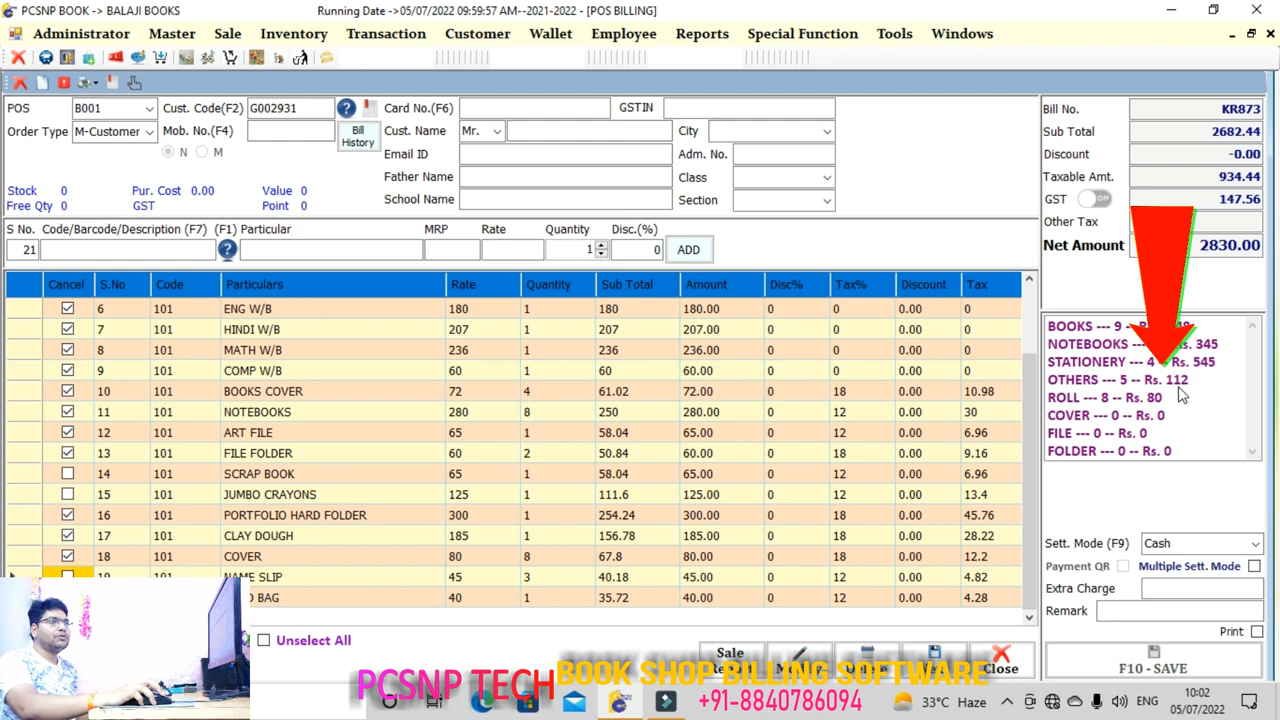 PCSNP BOOK -> BALAJI BOOKS Running Date ->05/07/2022 09:59:57 AM--2021-2022 - [POS BILLING]
Administrator Master Sale Inventory Transaction Customer Wallet Employee Reports Special Function Tools Windows
POS B001 Cust. Code(F2) G002931 Card No.(F6) GSTIN
Order Type M-Customer Mob. No.(F4) Bill History Cust. Name Mr. City
N M Email ID Adm. No.
Father Name Class
Stock 0 Pur. Cost 0.00 Value 0 School Name Section
Free Qty 0 GST Point 0
S No. Code/Barcode/Description (F7) (F1) Particular MRP Rate Quantity Disc.(%)
21 1 0 ADD
Cancel S.No Code Particulars Rate Quantity Sub Total Amount Disc% Tax% Discount Tax
6 101 ENG W/B 180 1 180 180.00 0 0 0.00 0
7 101 HINDI W/B 207 1 207 207.00 0 0 0.00 0
8 101 MATH W/B 236 1 236 236.00 0 0 0.00 0
9 101 COMP W/B 60 1 60 60.00 0 0 0.00 0
10 101 BOOKS COVER 72 4 61.02 72.00 0 18 0.00 10.98
11 101 NOTEBOOKS 280 8 250 280.00 0 12 0.00 30
12 101 ART FILE 65 1 58.04 65.00 0 12 0.00 6.96
13 101 FILE FOLDER 60 2 50.84 60.00 0 18 0.00 9.16
14 101 SCRAP BOOK 65 1 58.04 65.00 0 12 0.00 6.96
15 101 JUMBO CRAYONS 125 1 111.6 125.00 0 12 0.00 13.4
16 101 PORTFOLIO HARD FOLDER 300 1 254.24 300.00 0 18 0.00 45.76
17 101 CLAY DOUGH 185 1 156.78 185.00 0 18 0.00 28.22
18 101 COVER 80 8 67.8 80.00 0 18 0.00 12.2
NAME SLIP 45 3 40.18 45.00 0 12 0.00 4.82
BAG 40 1 35.72 40.00 0 12 0.00 4.28
Unselect All
Sale Close
Bill No. KR873
Sub Total 2682.44
Discount -0.00
Taxable Amt. 934.44
GST OFF 147.56
Other Tax
Net Amount 2830.00
BOOKS --- 9 --
NOTEBOOKS --- Rs. 345
STATIONERY --- 4 -- Rs. 545
OTHERS --- 5 -- Rs. 112
ROLL --- 8 -- Rs. 80
COVER --- 0 -- Rs. 0
FILE --- 0 -- Rs. 0
FOLDER --- 0 -- Rs. 0
Sett. Mode (F9) Cash
Payment QR Multiple Sett. Mode
Extra Charge
Remark
Print
F10 - SAVE
PCSNP TECH BOOK SHOP BILLING SOFTWARE
+91-8840786094
33°C Haze ENG 10:02
05/07/2022